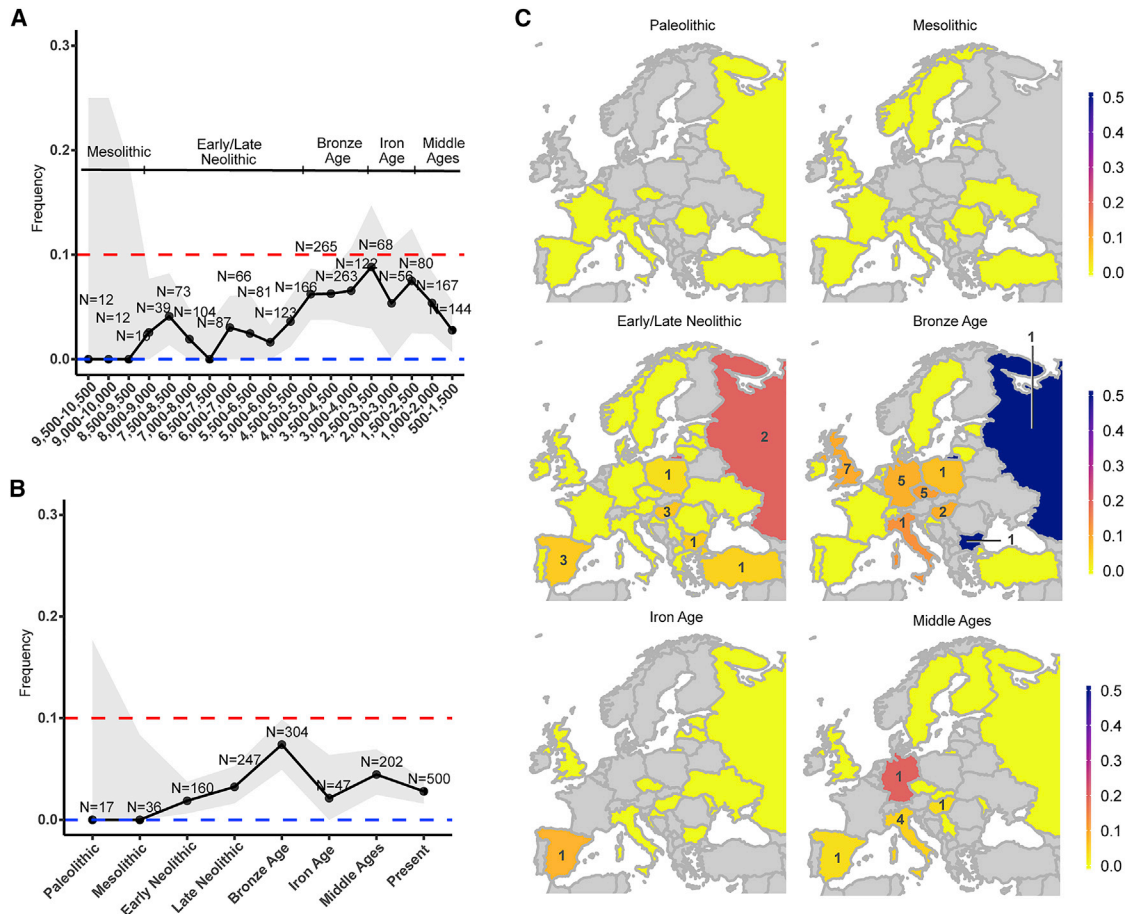 A
0.3
0.2
0.1
0.0
Frequency
Mesolithic
Early/Late
Neolithic
Bronze
Age
Iron
Age
Middle
Ages
N=12
N=12
N=39
N=73
N=104
N=87
N=66
N=81
N=123
N=166
N=265
N=263
N=122
N=68
N=56
N=80
N=167
N=144
9,500-10,500
9,000-10,000
8,500-9,500
8,000-9,000
7,500-8,500
7,000-8,000
6,500-7,500
6,000-7,000
5,500-6,500
5,000-6,000
4,500-5,500
4,000-5,000
3,500-4,500
3,000-4,000
2,500-3,500
2,000-3,000
1,500-2,500
1,000-2,000
500-1,500
B
0.3
0.2
0.1
0.0
Frequency
N=17
N=36
N=160
N=247
N=304
N=47
N=202
N=500
Paleolithic
Mesolithic
Early Neolithic
Late Neolithic
Bronze Age
Iron Age
Middle Ages
Present
C
Paleolithic
Mesolithic
0.5
0.4
0.3
0.2
0.1
0.0
Early/Late Neolithic
2
1
3
1
3
1
Bronze Age
1
7
5
1
5
2
1
1
0.5
0.4
0.3
0.2
0.1
0.0
Iron Age
1
Middle Ages
1
1
4
1
0.5
0.4
0.3
0.2
0.1
0.0